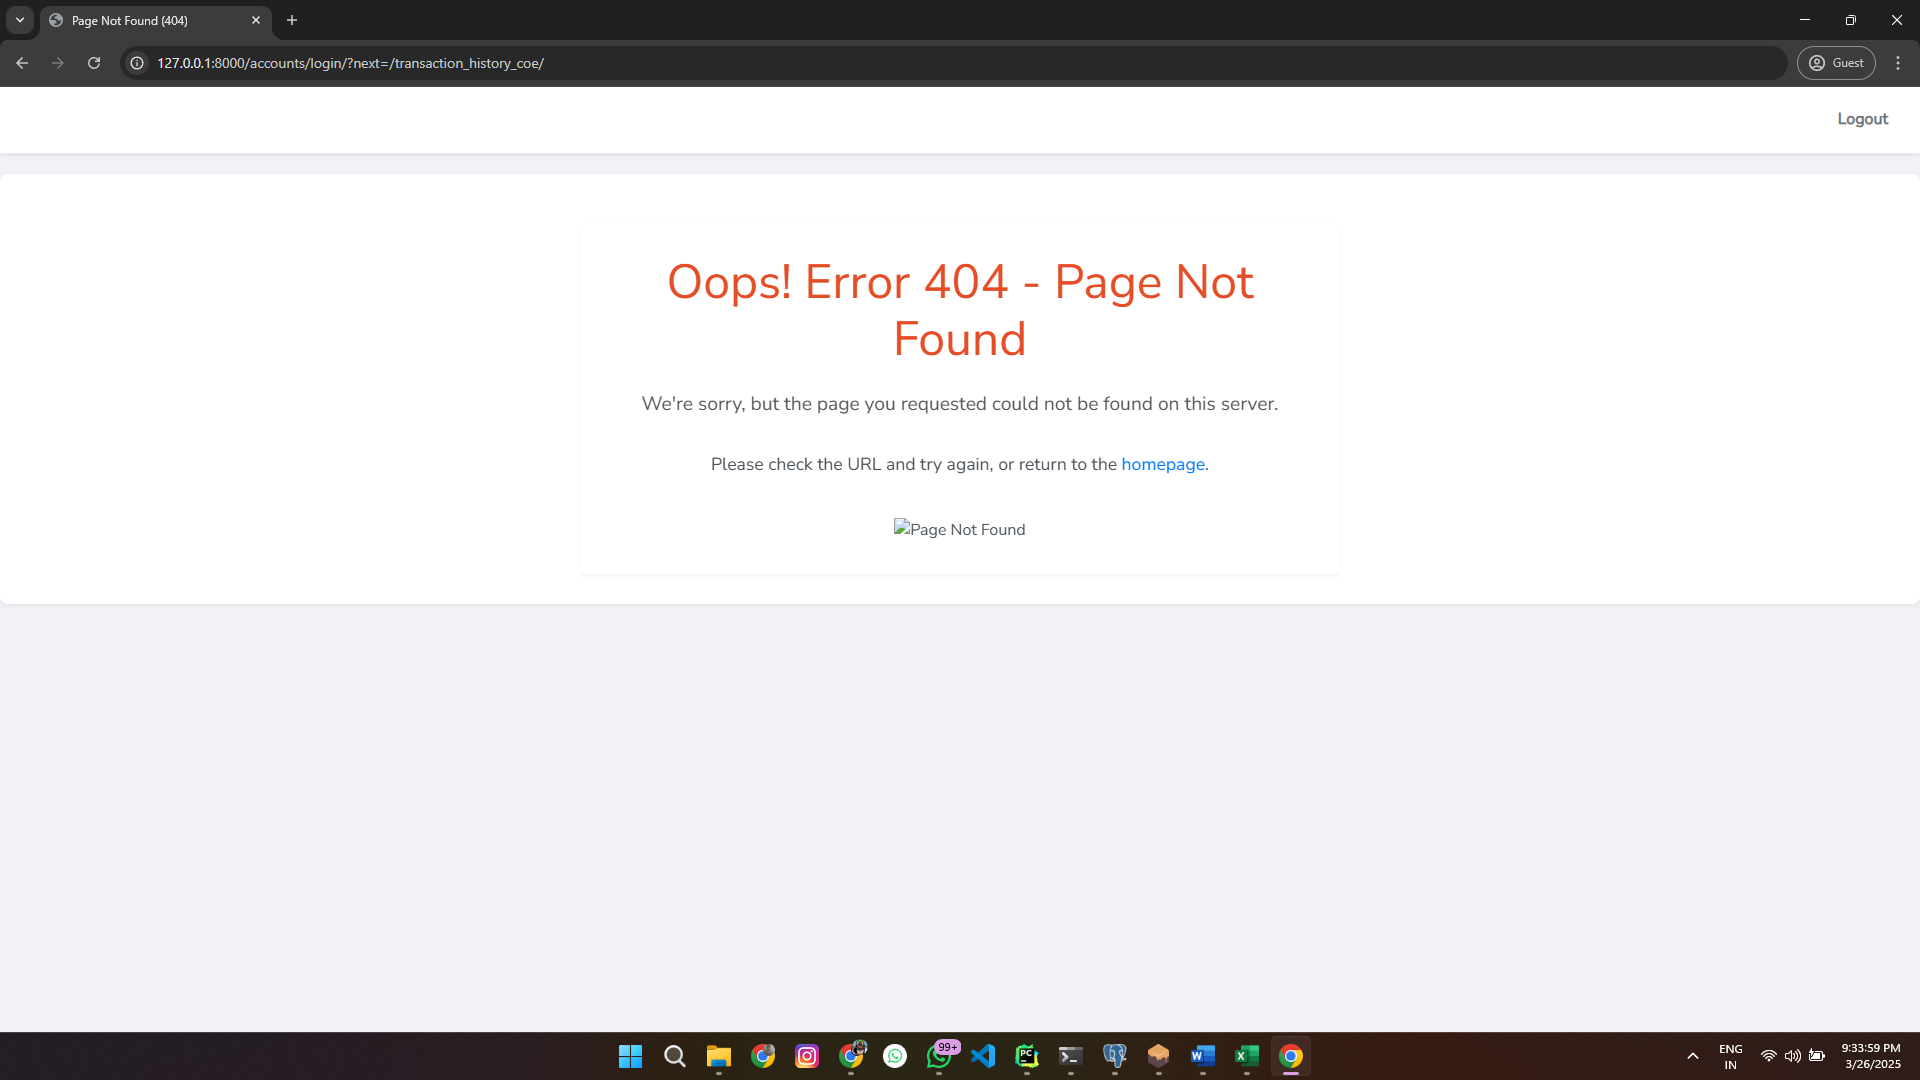 Page Not Found (404)
127.0.0.1:8000/accounts/login/?next=/transaction_history_coe/
Guest
Logout
Oops! Error 404 - Page Not
Found
We're sorry, but the page you requested could not be found on this server.
Please check the URL and try again, or return to the homepage.
Page Not Found
99+
PC
W
X
ENG
IN
9:33:59 PM
3/26/2025